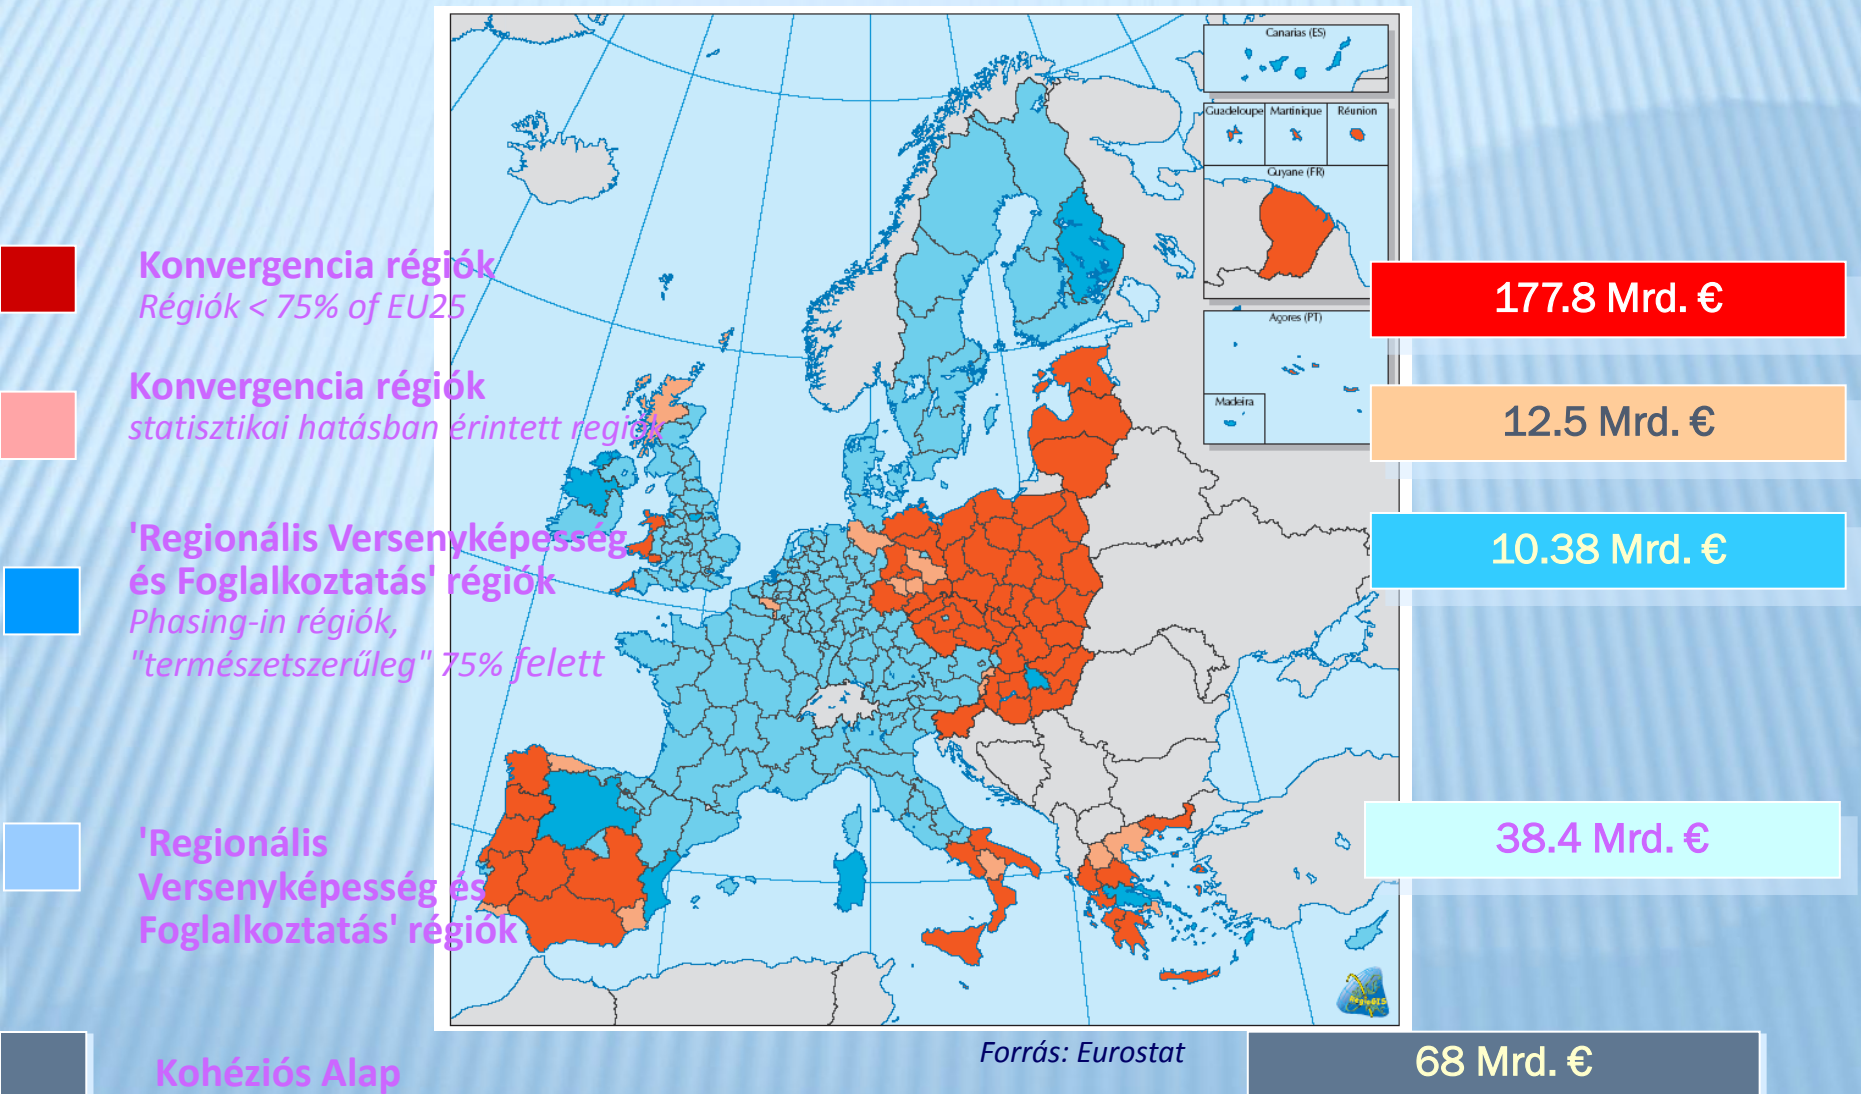 Canarias (ES)
Guadeloupe Martinique Réunion
Guyane (FR)
Konvergencia régiók
Régiók < 75% of EU25
177.8 Mrd. €
Açores (PT)
Madeira
Konvergencia régiók
statisztikai hatásban érintett regiók
12.5 Mrd. €
'Regionális Versenyképesség
és Foglalkoztatás' régiók
Phasing-in régiók,
"természetszerűleg" 75% felett
10.38 Mrd. €
'Regionális
Versenyképesség és
Foglalkoztatás' régiók
38.4 Mrd. €
RegioGIS
Forrás: Eurostat
Kohéziós Alap
68 Mrd. €